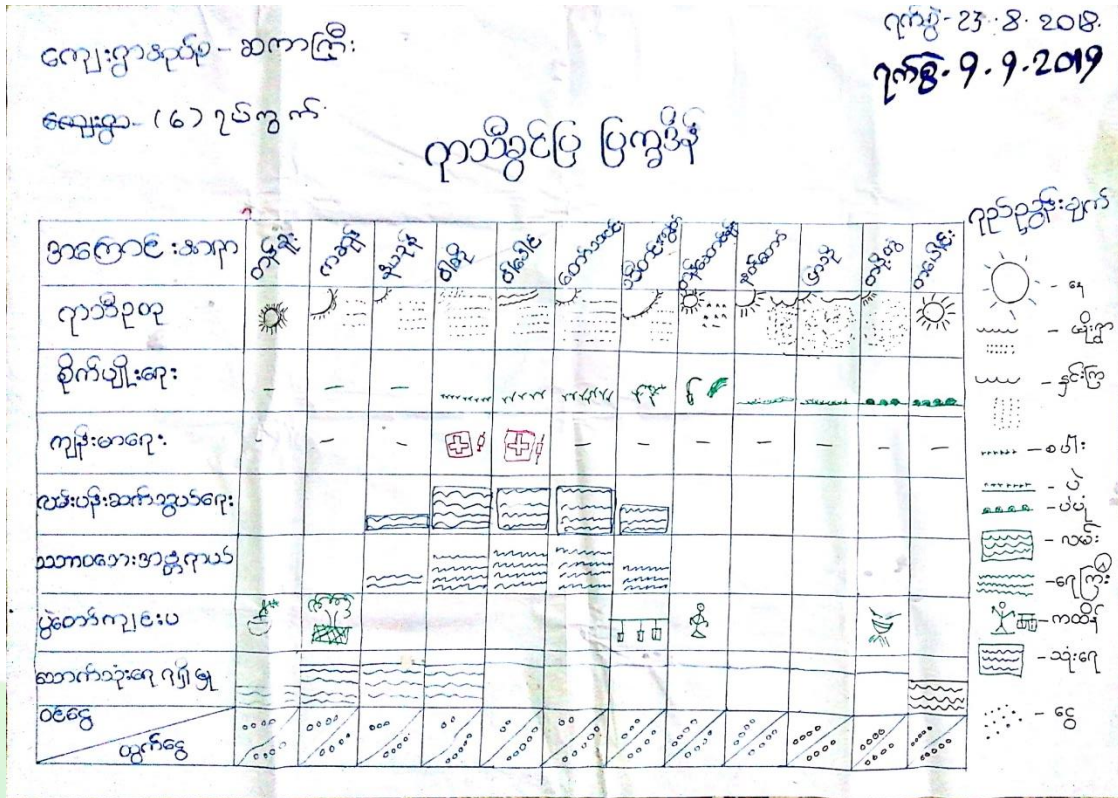 ကျေးရွာအုပ်စု - ဆကာကြီး
ကျေးရွာ - (၆) ရပ်ကွက်
ရက်စွဲ - 23 . 8 . 2018.
ရက်စွဲ . 9 . 9 . 2019
ရာသီခွင်ပြ ပြက္ခဒိန်
အကြောင်းအရာ တန်ခူး ကဆုန် နယုန် ဝါဆို ဝါခေါင် တော်သလင်း သီတင်းကျွတ် တန်ဆောင်မုန်း နတ်တော် ပြာသို တပို့တွဲ တပေါင်း
ရာသီဥတု
စိုက်ပျိုးရေး - - -
ကျန်းမာရေး - - - - - - - - - -
လမ်းပန်းဆက်သွယ်ရေး
သဘာဝဘေးအန္တရာယ်
ပွဲတော်ကျင်းပ
သောက်သုံးရေ ရရှိမှု
ဝင်ငွေ
ထွက်ငွေ
ရည်ညွှန်းချက်
- နေ
- မိုးရွာ
- နှင်းကြ
- စပါး
- ပဲ
- ပဲပုံ
- လမ်း
- ရေကြီး
- ကထိန်
- သုံးရေ
- ငွေ